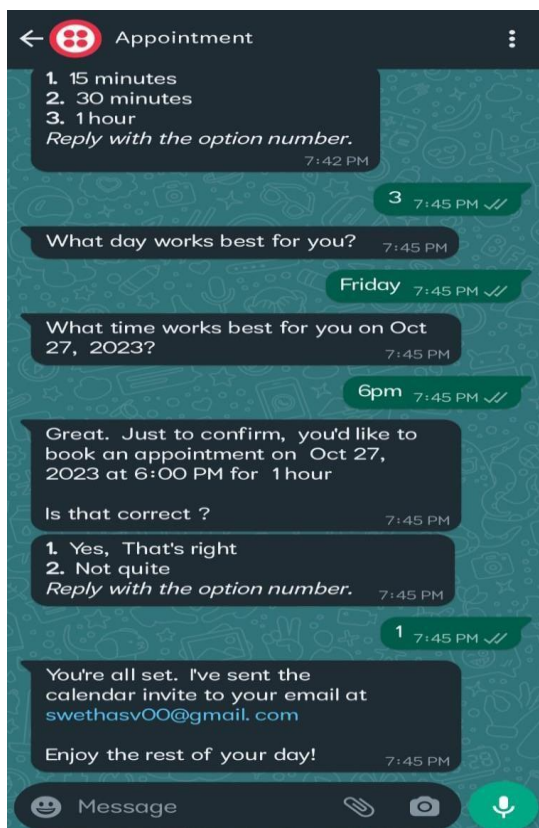 Appointment
1. 15 minutes
2. 30 minutes
3. 1 hour
Reply with the option number.
7:42 PM
3 7:45 PM
What day works best for you? 7:45 PM
Friday 7:45 PM
What time works best for you on Oct
27, 2023?
7:45 PM
6pm 7:45 PM
Great. Just to confirm, you'd like to
book an appointment on Oct 27,
2023 at 6:00 PM for 1 hour
Is that correct ?
7:45 PM
1. Yes, That's right
2. Not quite
Reply with the option number. 7:45 PM
1 7:45 PM
You're all set. I've sent the
calendar invite to your email at
swethasv00@gmail. com
Enjoy the rest of your day!
7:45 PM
Message